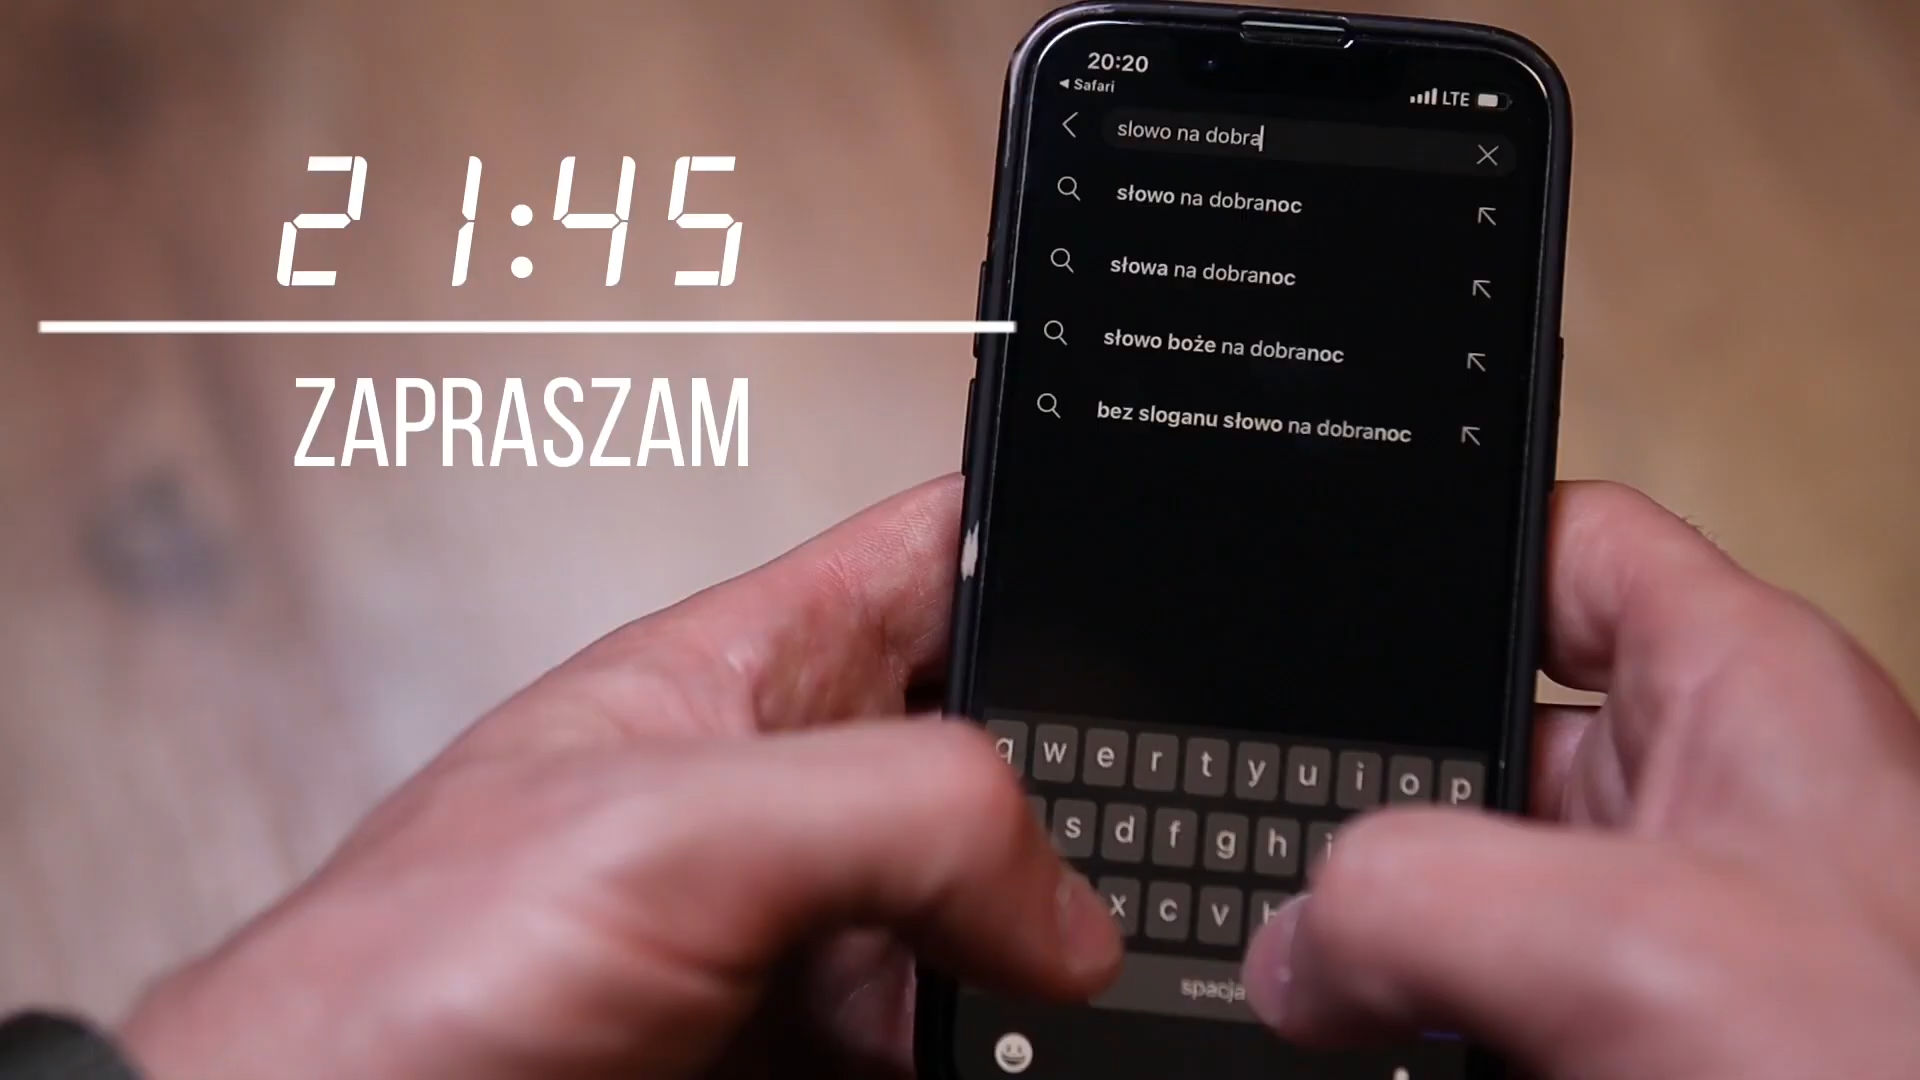 21:45
ZAPRASZAM
20:20
Safari
LTE
slowo na dobra
słowo na dobranoc
słowa na dobranoc
słowo boże na dobranoc
bez sloganu słowo na dobranoc
q w e r t y u i o p
s d f g h j
x c v
spacja